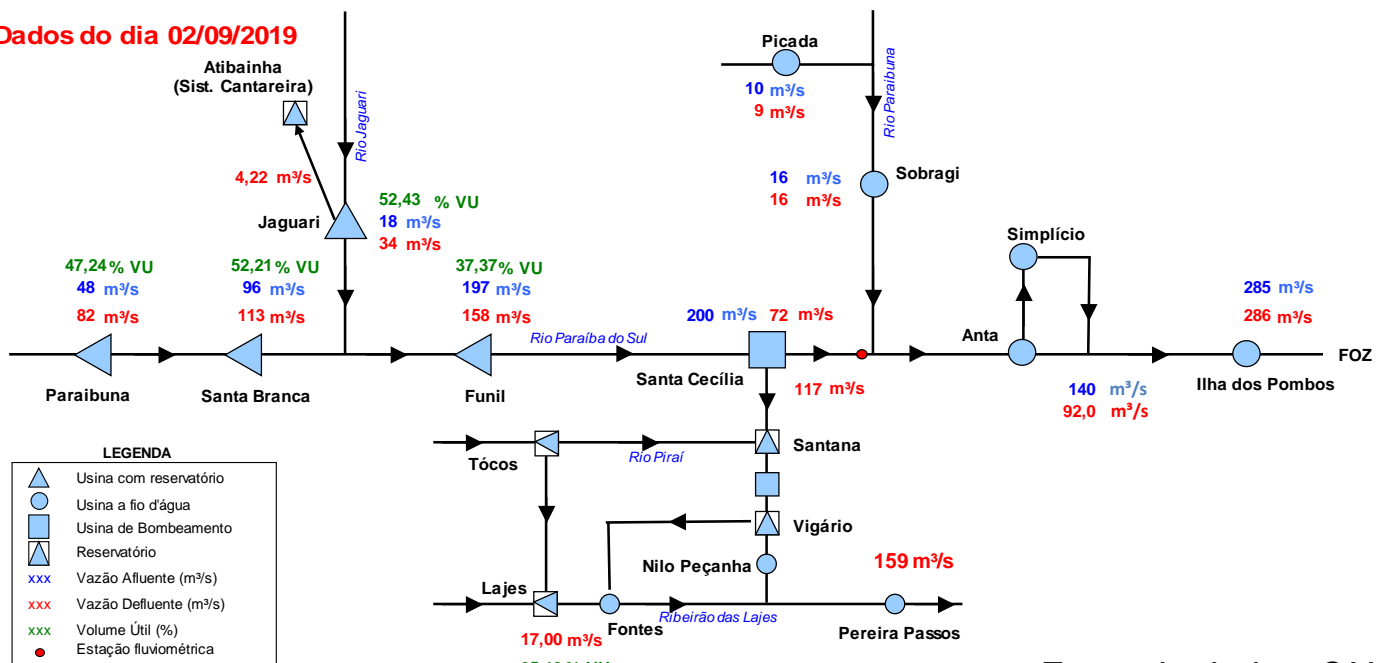 Dados do dia 02/09/2019
Atibainha
(Sist. Cantareira)
Rio Jaguari
4,22 m³/s
Jaguari
52,43 % VU
18 m³/s
34 m³/s
Picada
10 m³/s
9 m³/s
Rio Paraibuna
16 m³/s
16 m³/s
Sobragi
47,24 % VU
48 m³/s
82 m³/s
Paraibuna
52,21 % VU
96 m³/s
113 m³/s
Santa Branca
37,37 % VU
197 m³/s
158 m³/s
Funil
Rio Paraíba do Sul
200 m³/s 72 m³/s
Santa Cecília
117 m³/s
Simplício
Anta
140 m³/s
92,0 m³/s
285 m³/s
286 m³/s
Ilha dos Pombos
FOZ
Tócos
Rio Piraí
Santana
Vigário
Nilo Peçanha
159 m³/s
Lajes
17,00 m³/s
Fontes
Ribeirão das Lajes
Pereira Passos
LEGENDA
Usina com reservatório
Usina a fio d'água
Usina de Bombeamento
Reservatório
xxx Vazão Afluente (m³/s)
xxx Vazão Defluente (m³/s)
xxx Volume Útil (%)
Estação fluviométrica